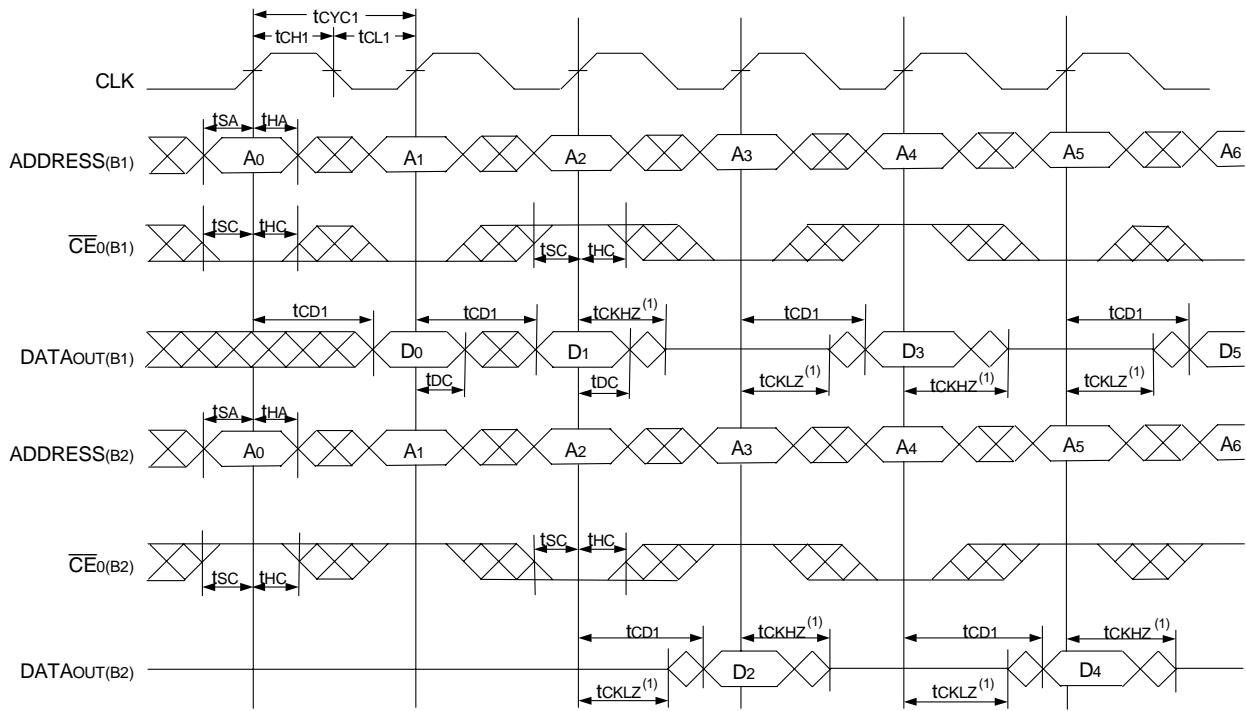 tCYC1
tCH1 tCL1
CLK
tSA tHA
ADDRESS(B1) A0 A1 A2 A3 A4 A5 A6
tSC tHC
CE0(B1) tSC tHC
tCD1 tCD1 tCKHZ(1) tCD1 tCD1
DATAOUT(B1) D0 D1 D3 D5
tDC tDC tCKLZ(1) tCKHZ(1) tCKLZ(1)
tSA tHA
ADDRESS(B2) A0 A1 A2 A3 A4 A5 A6
tSC tHC
CE0(B2)
tSC tHC
tCD1 tCKHZ(1) tCD1 tCKHZ(1)
DATAOUT(B2) D2 D4
tCKLZ(1) tCKLZ(1)